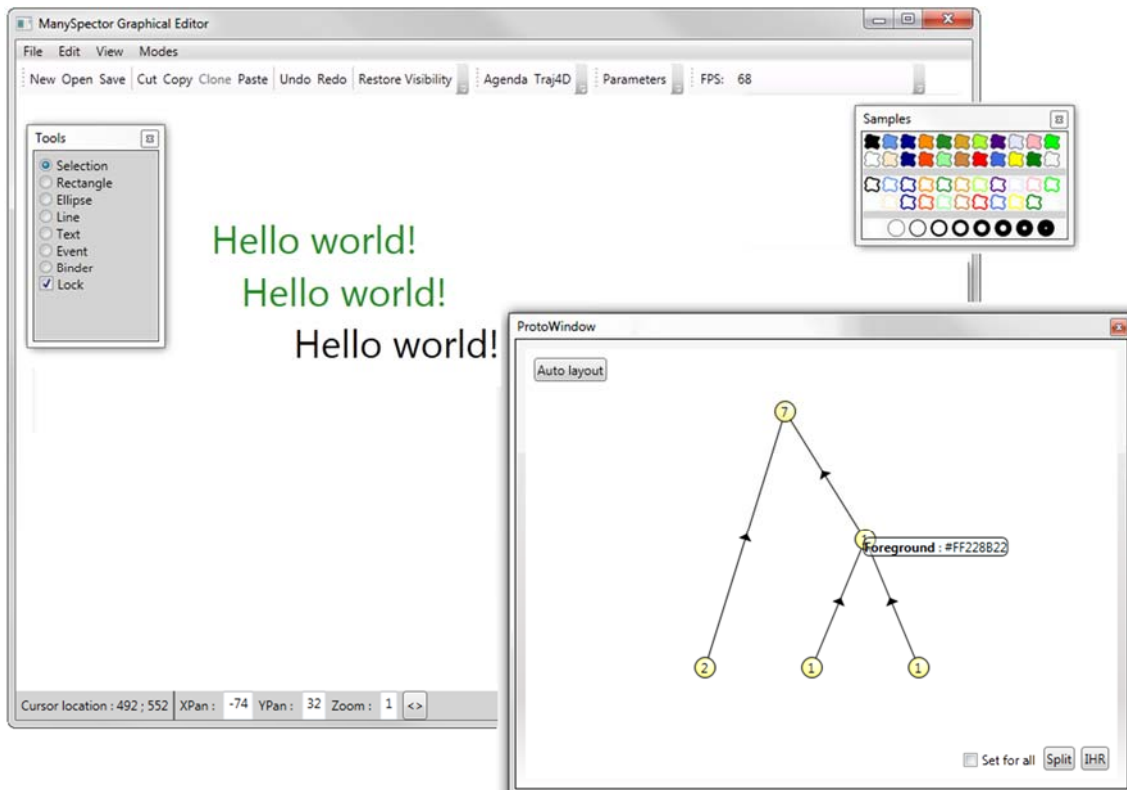 ManySpector Graphical Editor
File Edit View Modes
New Open Save Cut Copy Clone Paste Undo Redo Restore Visibility Agenda Traj4D Parameters FPS: 68
Tools
Selection
Rectangle
Ellipse
Line
Text
Event
Binder
Lock
Samples
Hello world!
Hello world!
Hello world!
ProtoWindow
Auto layout
7
1
Foreground : #FF228B22
2 1 1
Set for all Split IHR
Cursor location : 492 ; 552 XPan : -74 YPan : 32 Zoom : 1 <>